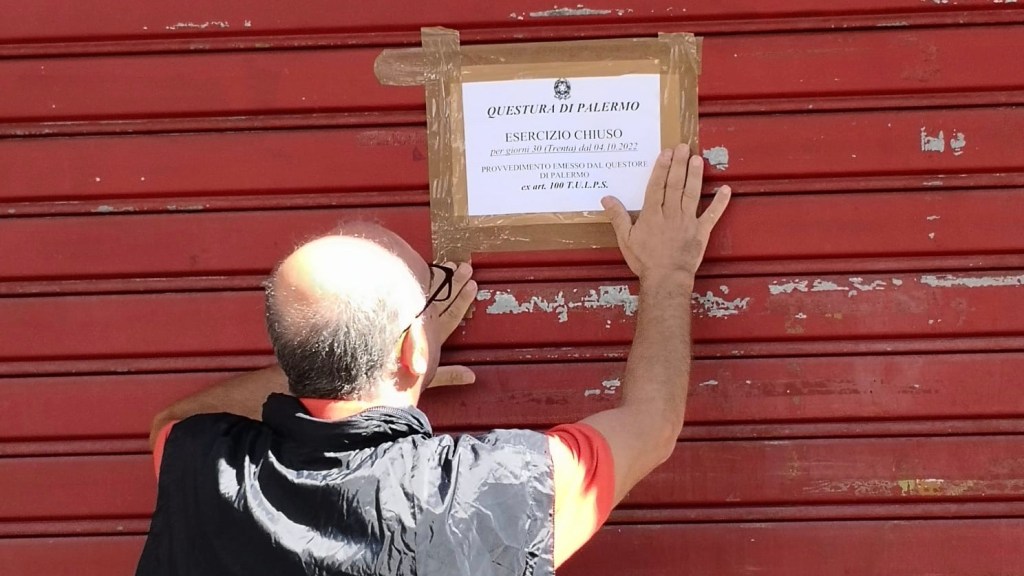 QUESTURA DI PALERMO
ESERCIZIO CHIUSO
per giorni 30 (Trenta) dal 04.10.2022
PROVVEDIMENTO EMESSO DAL QUESTORE
DI PALERMO
ex art. 100 T.U.L.P.S.